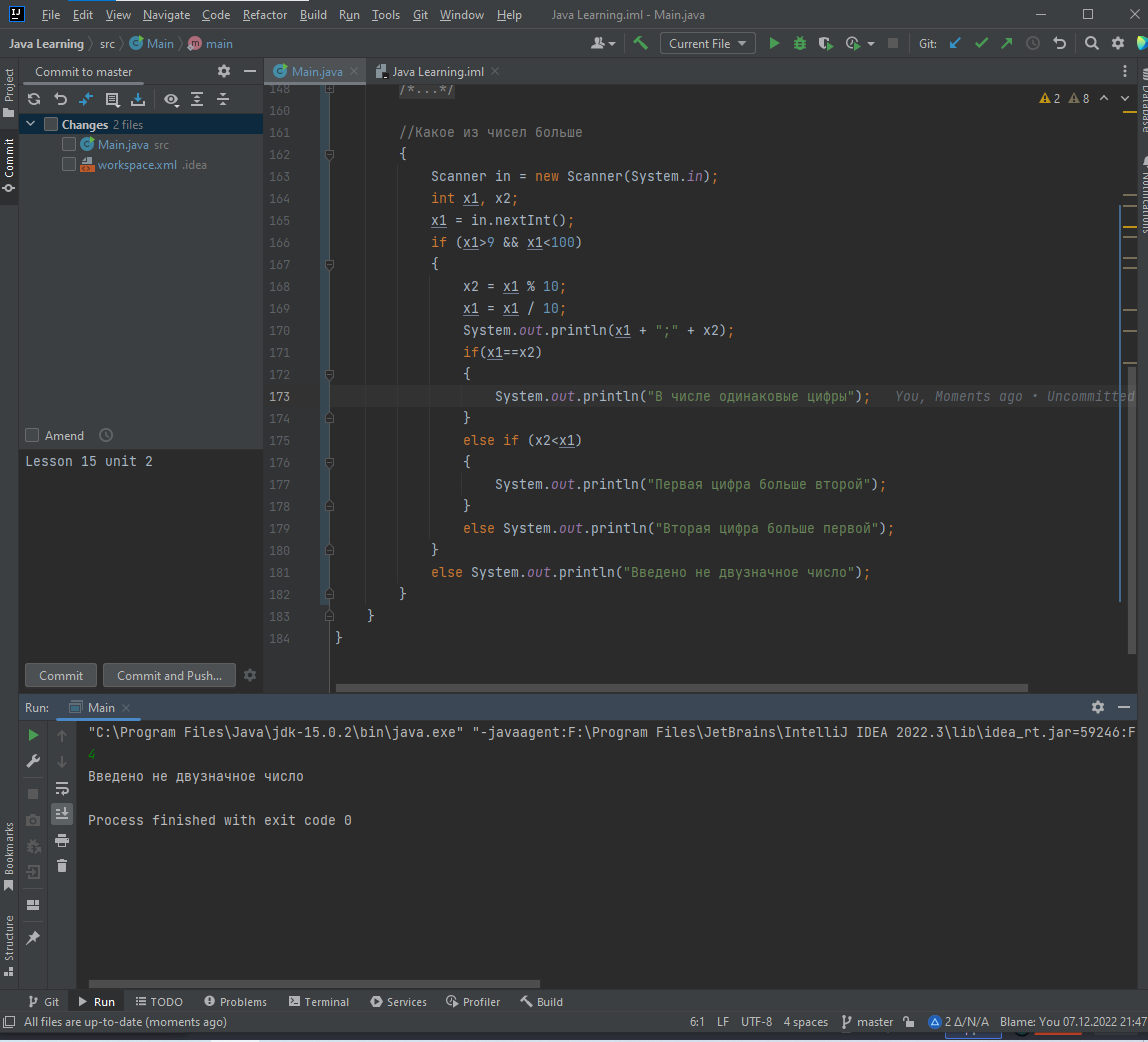 File Edit View Navigate Code Refactor Build Run Tools Git Window Help Java Learning.iml - Main.java
Java Learning src Main main Current File Git:
Project
Commit
Bookmarks
Structure
Commit to master
Changes 2 files
Main.java src
workspace.xml .idea
Amend
Lesson 15 unit 2
Commit Commit and Push...
Main.java Java Learning.iml
2 8
148 /*...*/
160
161 //Какое из чисел больше
162 {
163 Scanner in = new Scanner(System.in);
164 int x1, x2;
165 x1 = in.nextInt();
166 if (x1>9 && x1<100)
167 {
168 x2 = x1 % 10;
169 x1 = x1 / 10;
170 System.out.println(x1 + ";" + x2);
171 if(x1==x2)
172 {
173 System.out.println("В числе одинаковые цифры"); You, Moments ago • Uncommitted
174 }
175 else if (x2<x1)
176 {
177 System.out.println("Первая цифра больше второй");
178 }
179 else System.out.println("Вторая цифра больше первой");
180 }
181 else System.out.println("Введено не двузначное число");
182 }
183 }
184 }
Database
Notifications
Run: Main
"C:\Program Files\Java\jdk-15.0.2\bin\java.exe" "-javaagent:F:\Program Files\JetBrains\IntelliJ IDEA 2022.3\lib\idea_rt.jar=59246:F
4
Введено не двузначное число
Process finished with exit code 0
Git Run TODO Problems Terminal Services Profiler Build
All files are up-to-date (moments ago) 6:1 LF UTF-8 4 spaces master 2 Δ/N/A Blame: You 07.12.2022 21:47